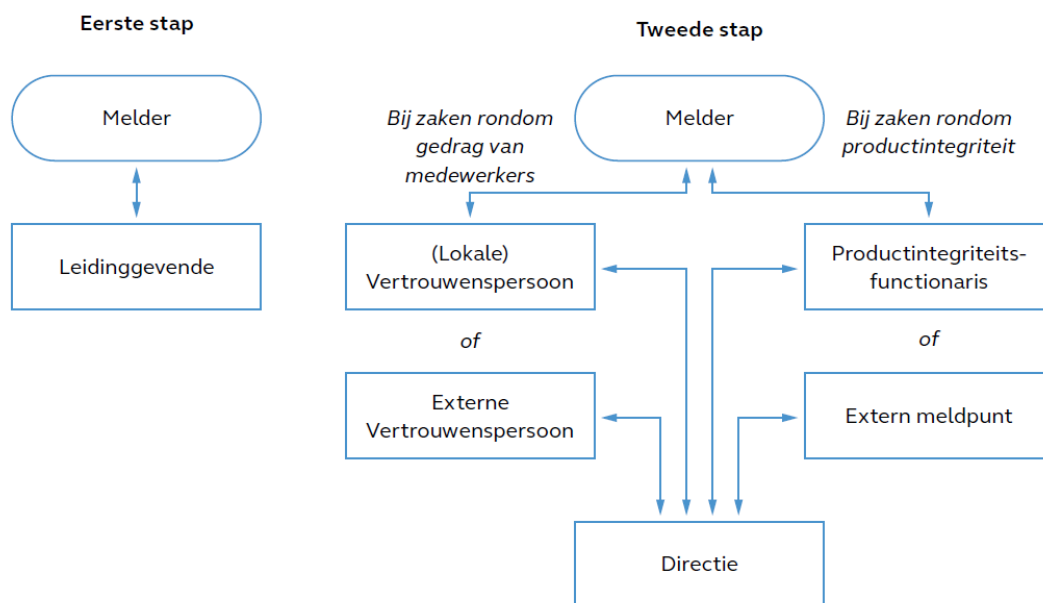 Eerste stap
Melder
Leidinggevende
Tweede stap
Bij zaken rondom
gedrag van
medewerkers
Melder
Bij zaken rondom
productintegriteit
(Lokale)
Vertrouwenspersoon
of
Externe
Vertrouwenspersoon
Productintegriteits-
functionaris
of
Extern meldpunt
Directie